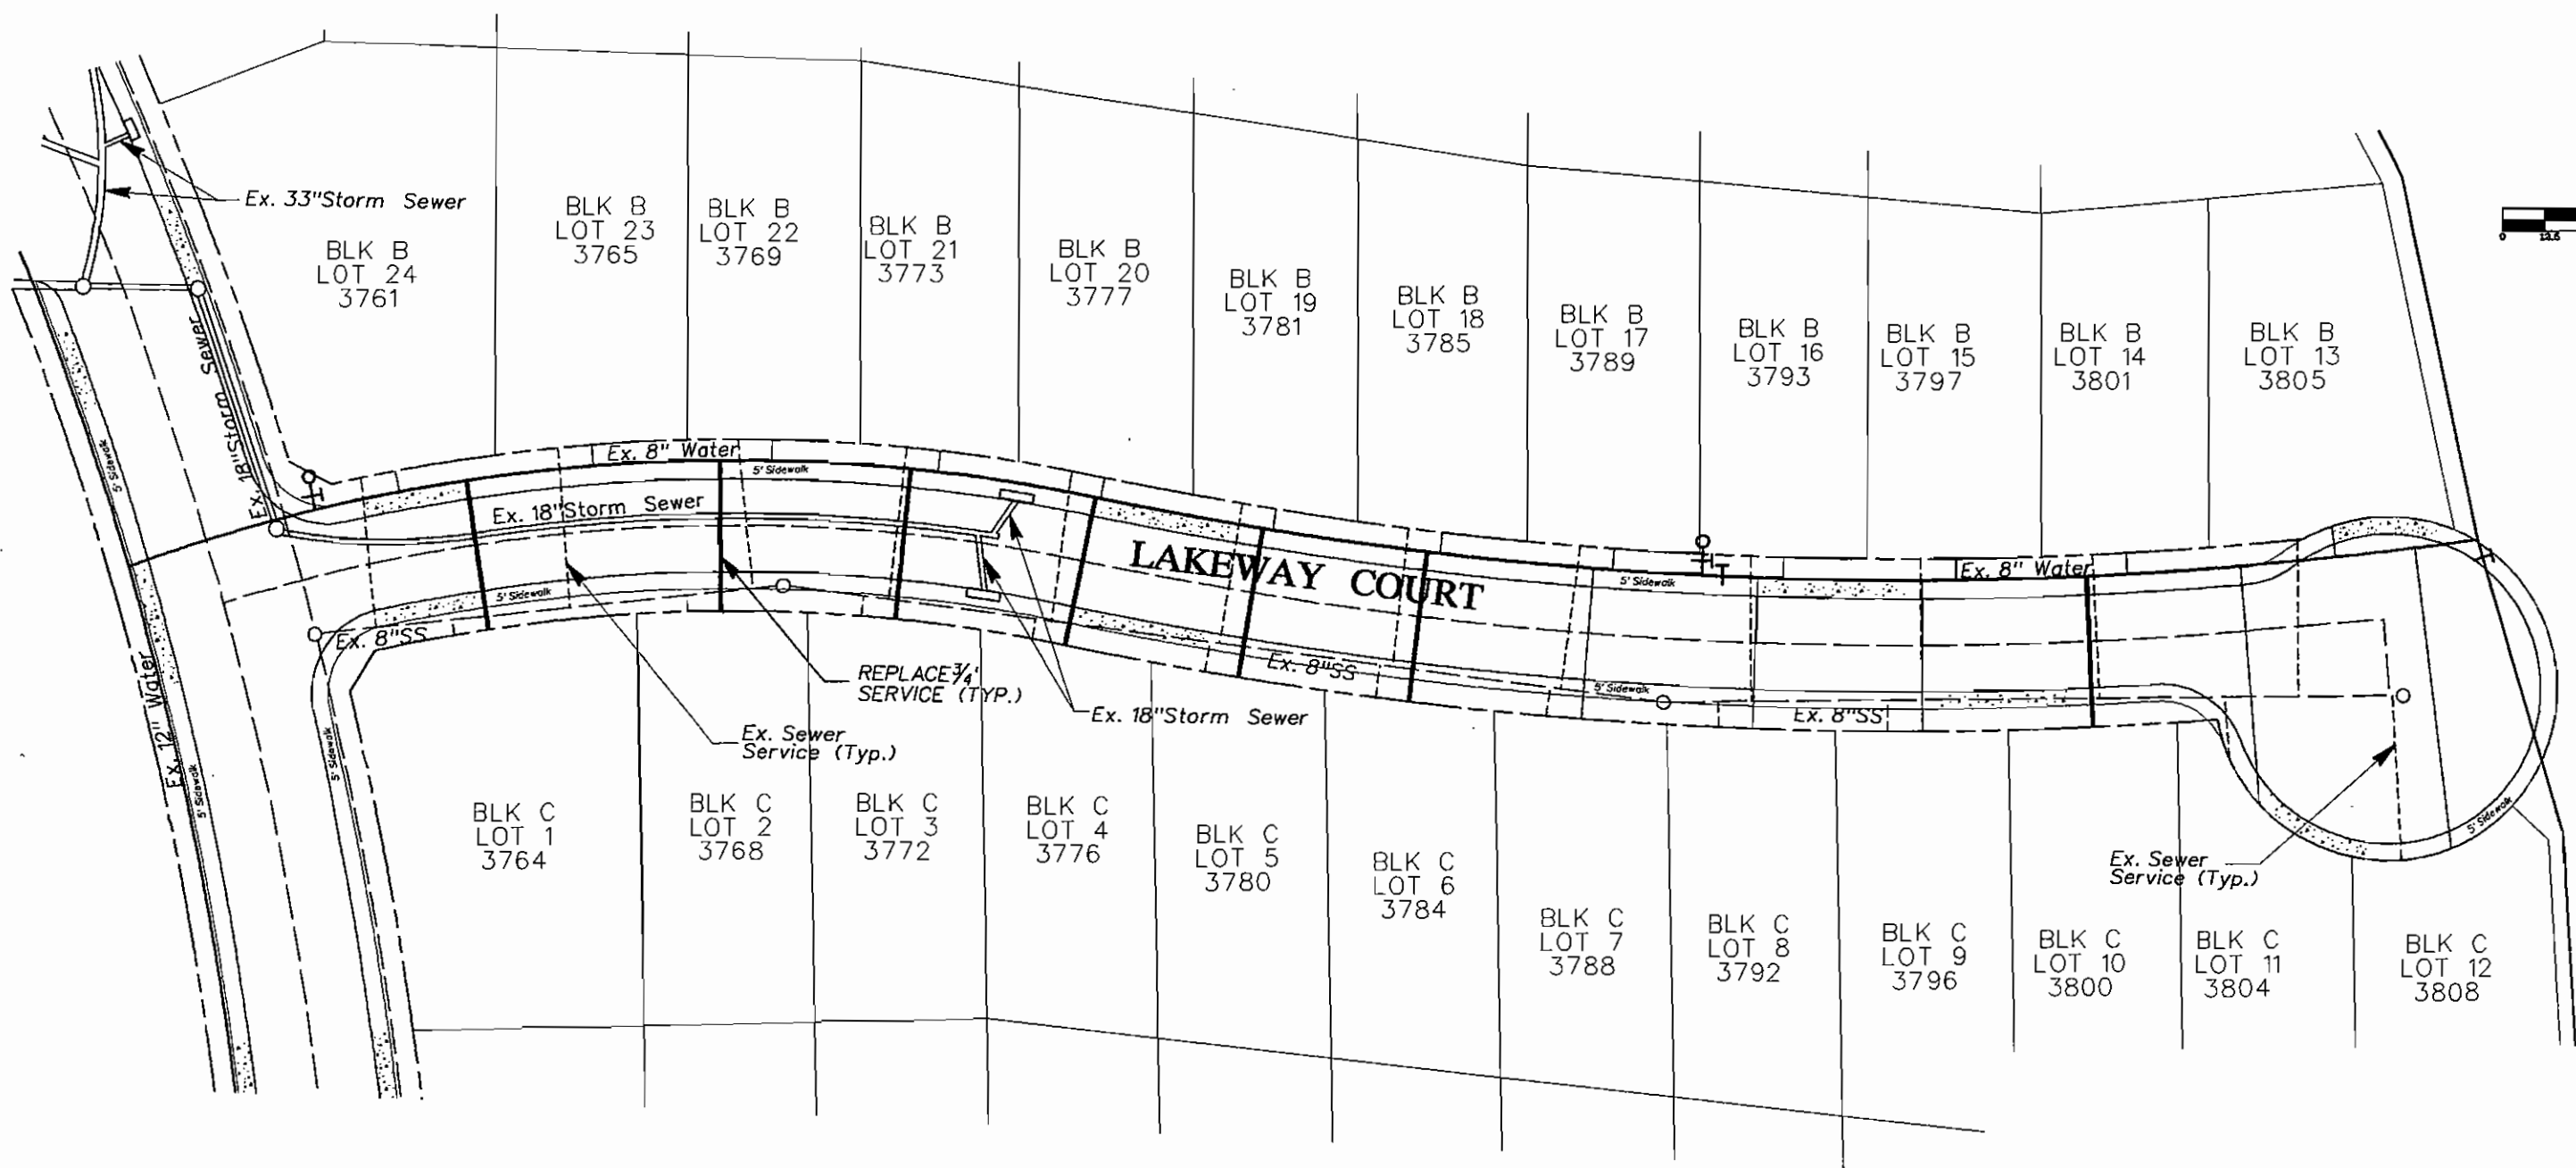 Ex. 33"Storm Sewer
BLK B
LOT 24
3761
BLK B
LOT 23
3765
BLK B
LOT 22
3769
BLK B
LOT 21
3773
BLK B
LOT 20
3777
BLK B
LOT 19
3781
BLK B
LOT 18
3785
BLK B
LOT 17
3789
BLK B
LOT 16
3793
BLK B
LOT 15
3797
BLK B
LOT 14
3801
BLK B
LOT 13
3805
0 12.5
Ex. 18"Storm Sewer
5' Sidewalk
Ex. 8" Water
5' Sidewalk
Ex. 18"Storm Sewer
5' Sidewalk
Ex. 8"SS
LAKEWAY COURT
5' Sidewalk
Ex. 8" Water
Ex. 8"SS
5' Sidewalk
Ex. 8"SS
REPLACE 3/4"
SERVICE (TYP.)
Ex. 18"Storm Sewer
Ex. Sewer
Service (Typ.)
Ex. 12" Water
5' Sidewalk
5' Sidewalk
5' Sidewalk
Ex. Sewer
Service (Typ.)
BLK C
LOT 1
3764
BLK C
LOT 2
3768
BLK C
LOT 3
3772
BLK C
LOT 4
3776
BLK C
LOT 5
3780
BLK C
LOT 6
3784
BLK C
LOT 7
3788
BLK C
LOT 8
3792
BLK C
LOT 9
3796
BLK C
LOT 10
3800
BLK C
LOT 11
3804
BLK C
LOT 12
3808